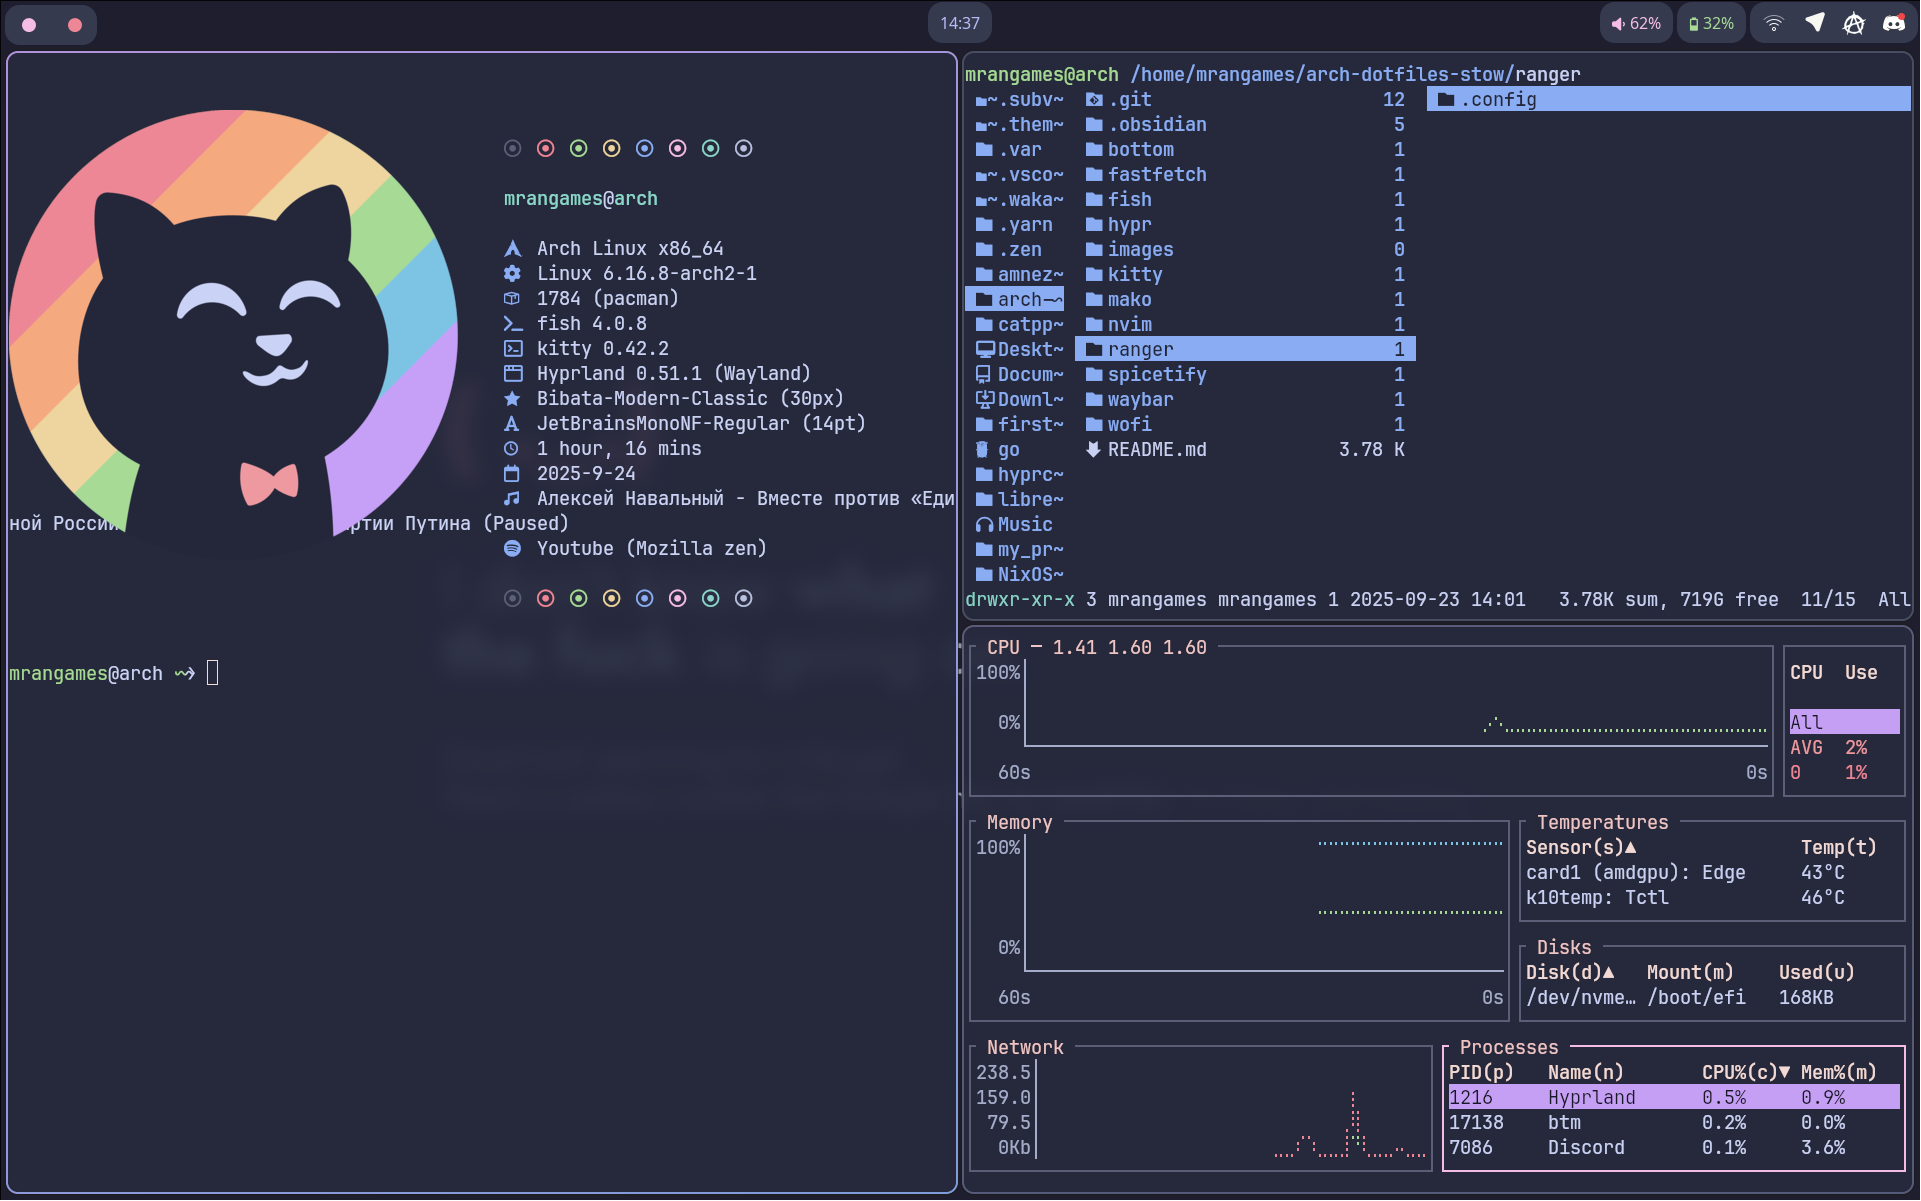 14:37
62%
32%
mrangames@arch
Arch Linux x86_64
Linux 6.16.8-arch2-1
1784 (pacman)
fish 4.0.8
kitty 0.42.2
Hyprland 0.51.1 (Wayland)
Bibata-Modern-Classic (30px)
JetBrainsMonoNF-Regular (14pt)
1 hour, 16 mins
2025-9-24
Алексей Навальный - Вместе против «Еди
ной России ртии Путина (Paused)
Youtube (Mozilla zen)
mrangames@arch ~>
mrangames@arch /home/mrangames/arch-dotfiles-stow/ranger
~.subv~ .git 12 .config
~.them~ .obsidian 5
.var bottom 1
~.vsco~ fastfetch 1
~.waka~ fish 1
.yarn hypr 1
.zen images 0
amnez~ kitty 1
arch-~ mako 1
catpp~ nvim 1
Deskt~ ranger 1
Docum~ spicetify 1
Downl~ waybar 1
first~ wofi 1
go README.md 3.78 K
hyprc~
libre~
Music
my_pr~
NixOS~
drwxr-xr-x 3 mrangames mrangames 1 2025-09-23 14:01 3.78K sum, 719G free 11/15 All
CPU — 1.41 1.60 1.60
100%
0%
60s 0s
CPU Use
All
AVG 2%
0 1%
Memory
100%
0%
60s 0s
Temperatures
Sensor(s)▲ Temp(t)
card1 (amdgpu): Edge 43°C
k10temp: Tctl 46°C
Disks
Disk(d)▲ Mount(m) Used(u)
/dev/nvme… /boot/efi 168KB
Network
238.5
159.0
79.5
0Kb
Processes
PID(p) Name(n) CPU%(c)▼ Mem%(m)
1216 Hyprland 0.5% 0.9%
17138 btm 0.2% 0.0%
7086 Discord 0.1% 3.6%